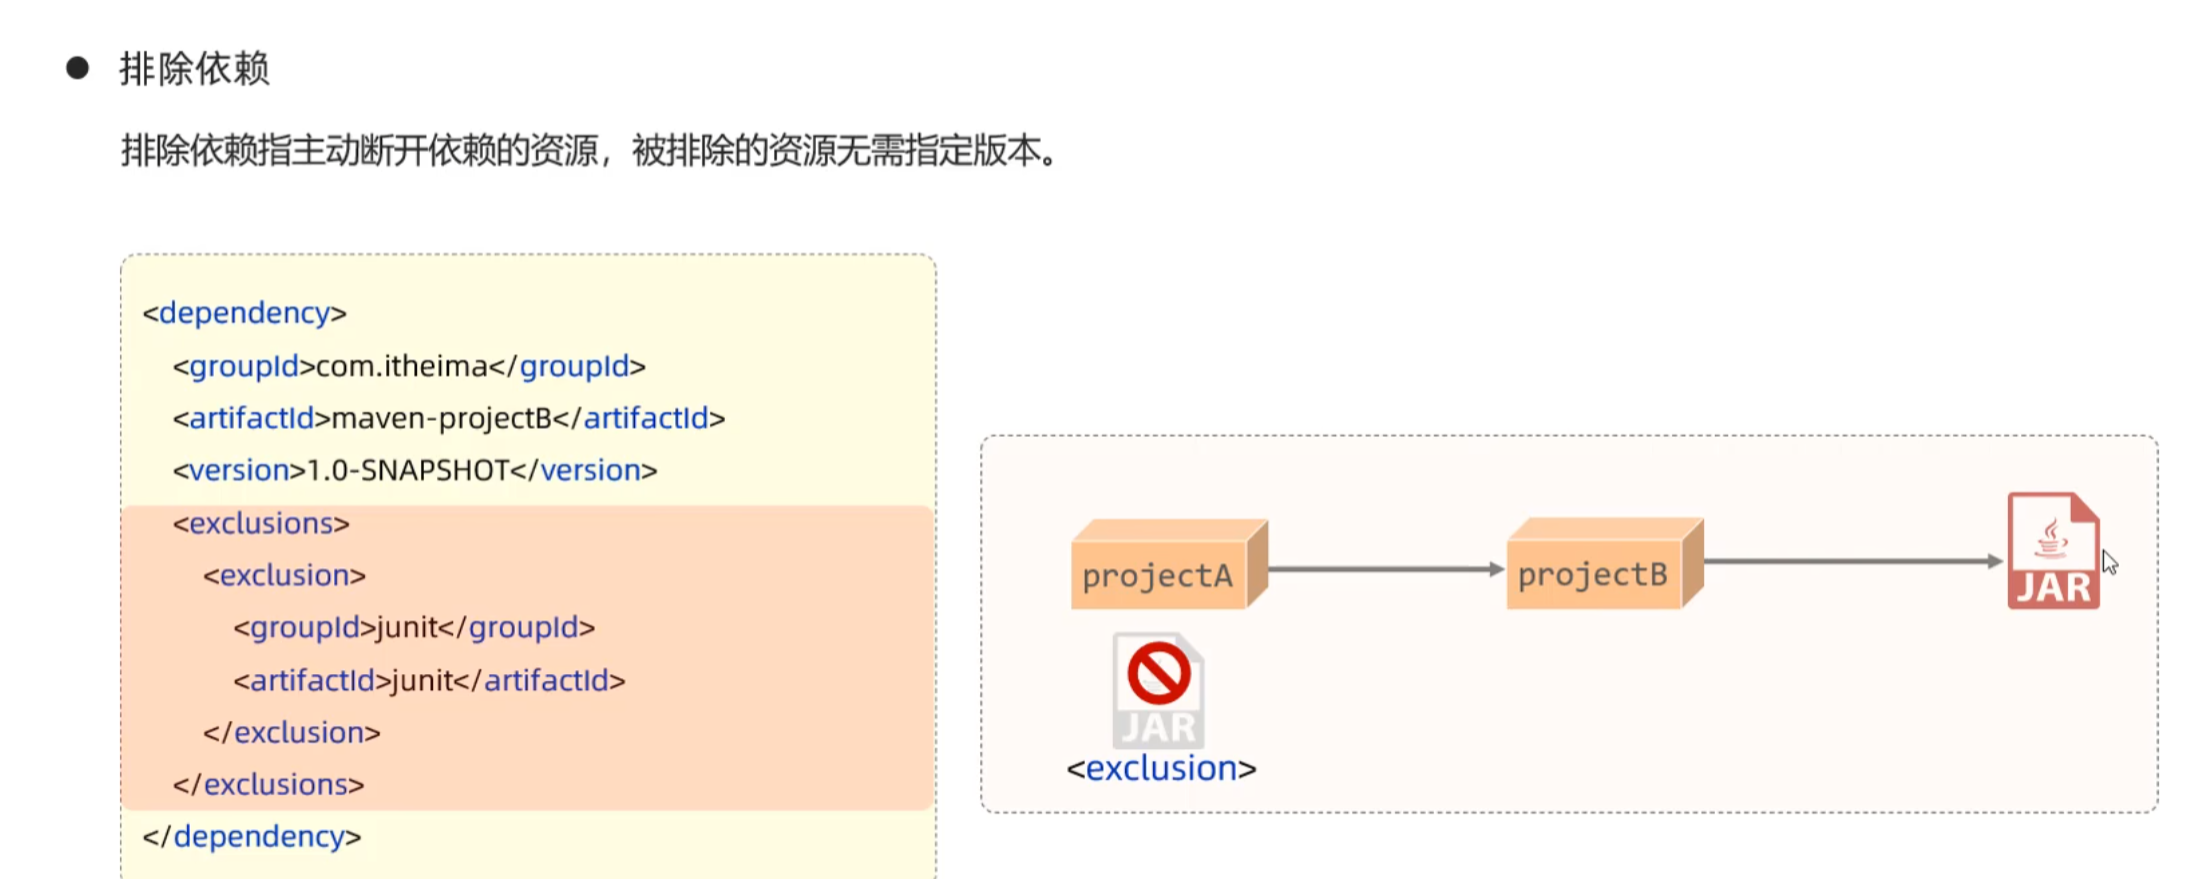 排除依赖
排除依赖指主动断开依赖的资源，被排除的资源无需指定版本。
<dependency>
<groupId>com.itheima</groupId>
<artifactId>maven-projectB</artifactId>
<version>1.0-SNAPSHOT</version>
<exclusions>
<exclusion>
<groupId>junit</groupId>
<artifactId>junit</artifactId>
</exclusion>
</exclusions>
</dependency>
projectA
projectB
JAR
JAR
<exclusion>